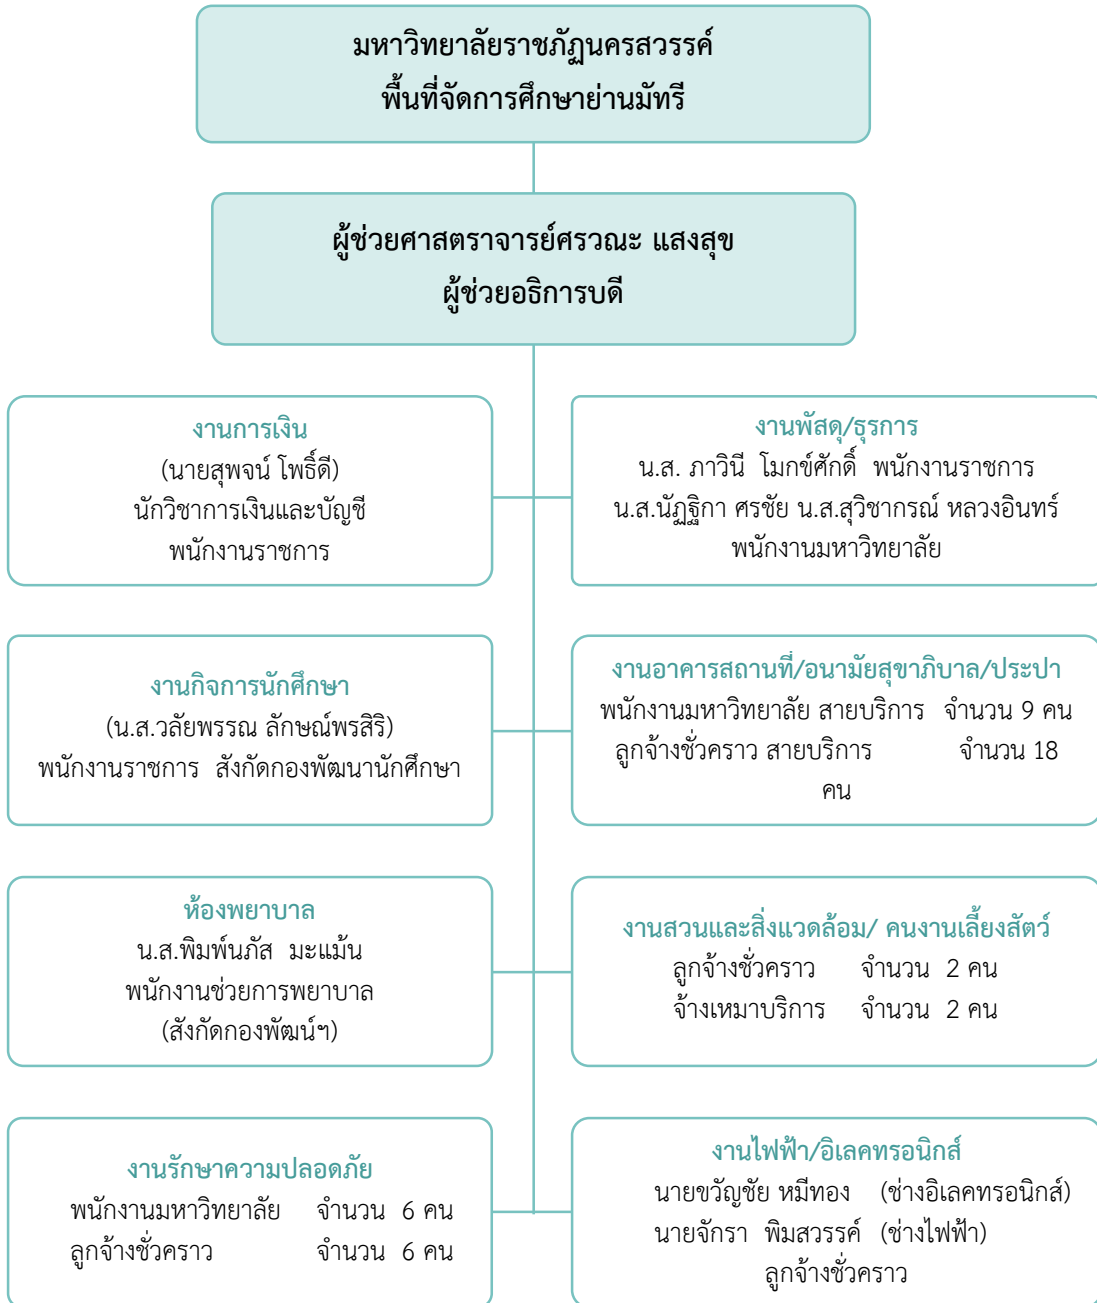 มหาวิทยาลัยราชภัฏนครสวรรค์
พื้นที่จัดการศึกษาย่านมัทรี
ผู้ช่วยศาสตราจารย์ศรวณะ แสงสุข
ผู้ช่วยอธิการบดี
งานการเงิน
(นายสุพจน์ โพธิ์ดี)
นักวิชาการเงินและบัญชี
พนักงานราชการ
งานพัสดุ/ธุรการ
น.ส. ภาวินี โมกข์ศักดิ์ พนักงานราชการ
น.ส.นัฏฐิกา ศรชัย น.ส.สุวิชากรณ์ หลวงอินทร์
พนักงานมหาวิทยาลัย
งานกิจการนักศึกษา
(น.ส.วลัยพรรณ ลักษณ์พรสิริ)
พนักงานราชการ สังกัดกองพัฒนานักศึกษา
งานอาคารสถานที่/อนามัยสุขาภิบาล/ประปา
พนักงานมหาวิทยาลัย สายบริการ จำนวน 9 คน
ลูกจ้างชั่วคราว สายบริการ จำนวน 18
คน
ห้องพยาบาล
น.ส.พิมพ์นภัส มะแม้น
พนักงานช่วยการพยาบาล
(สังกัดกองพัฒน์ฯ)
งานสวนและสิ่งแวดล้อม/ คนงานเลี้ยงสัตว์
ลูกจ้างชั่วคราว จำนวน 2 คน
จ้างเหมาบริการ จำนวน 2 คน
งานรักษาความปลอดภัย
พนักงานมหาวิทยาลัย จำนวน 6 คน
ลูกจ้างชั่วคราว จำนวน 6 คน
งานไฟฟ้า/อิเลคทรอนิกส์
นายขวัญชัย หมีทอง (ช่างอิเลคทรอนิกส์)
นายจักรา พิมสวรรค์ (ช่างไฟฟ้า)
ลูกจ้างชั่วคราว